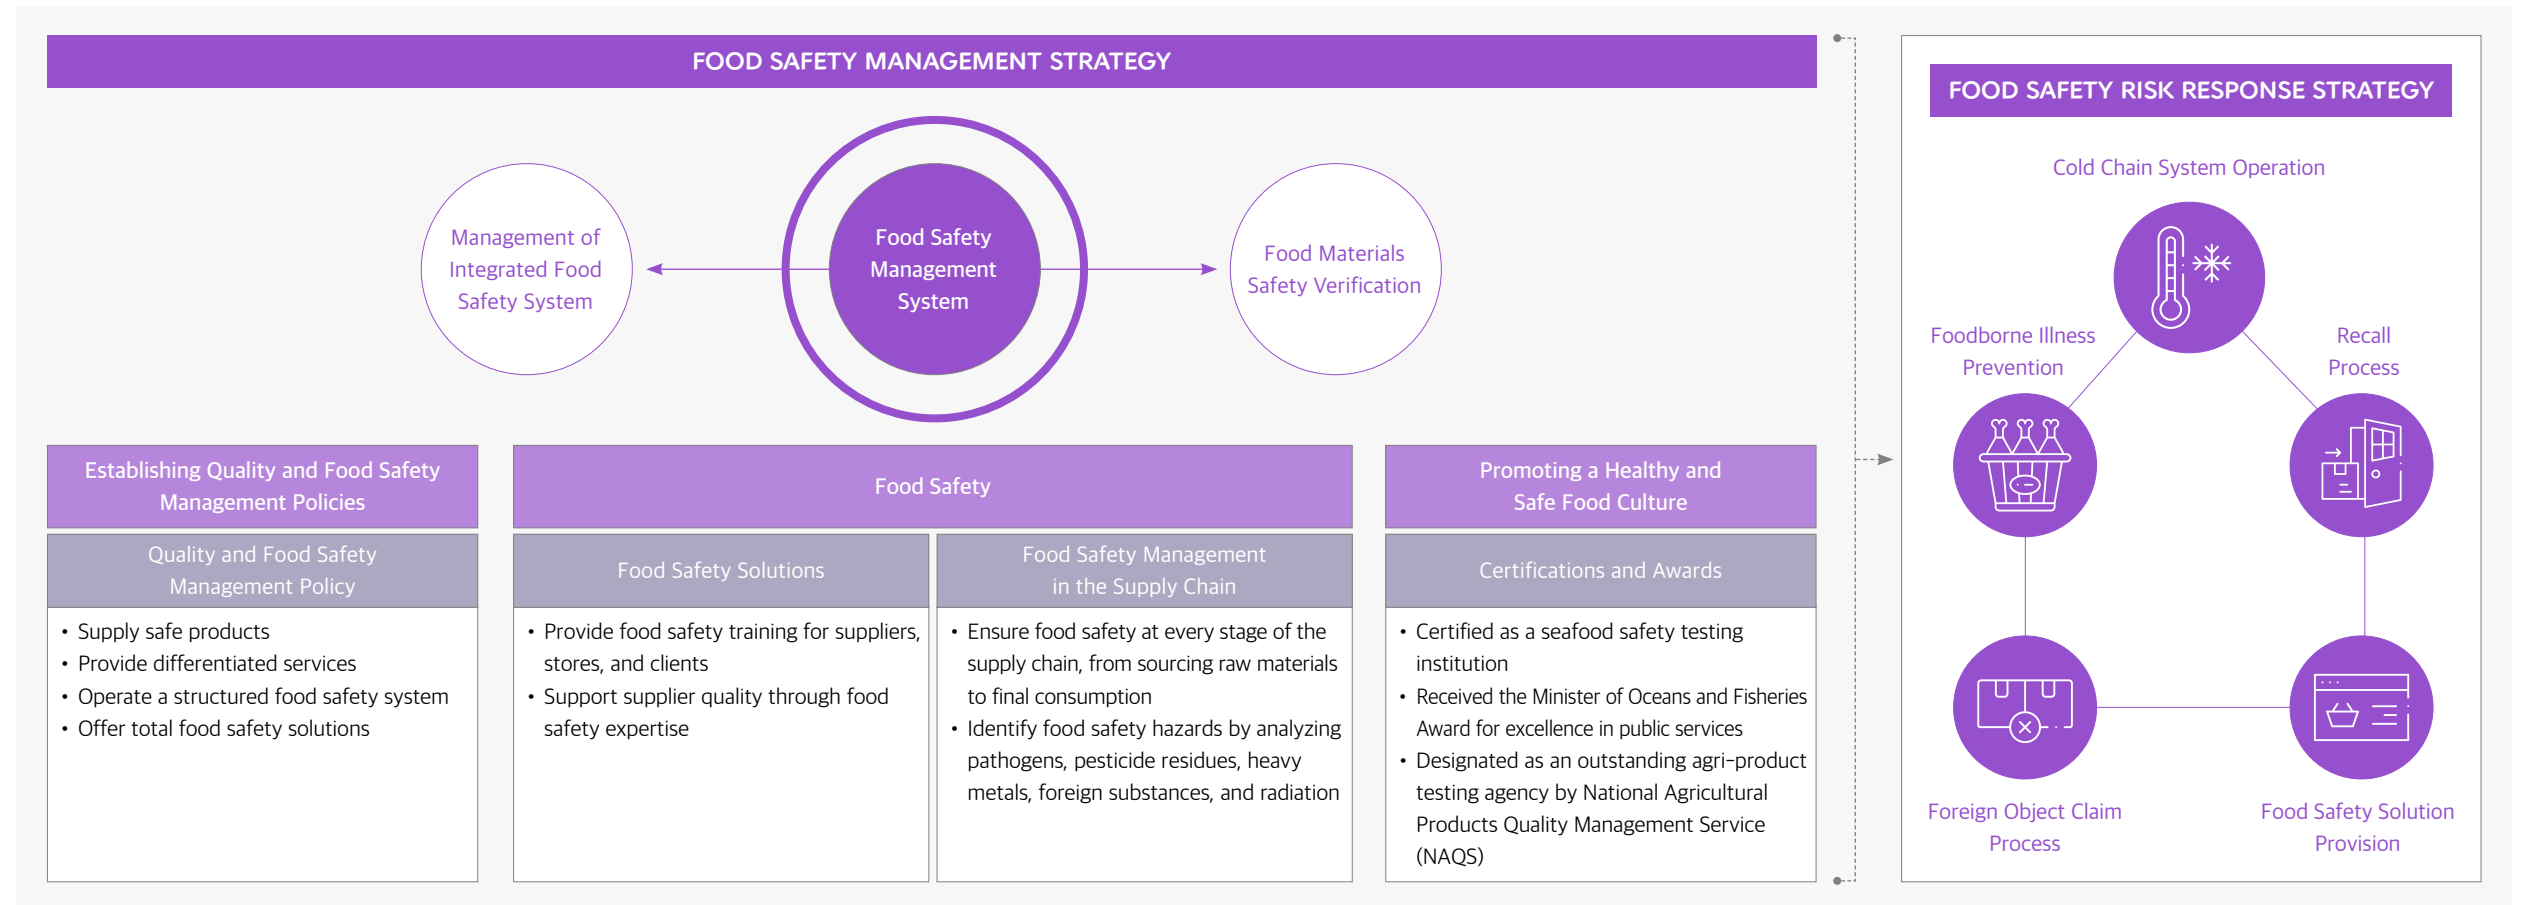 FOOD SAFETY MANAGEMENT STRATEGY
Management of
Integrated Food
Safety System
Food Safety
Management
System
Food Materials
Safety Verification
Establishing Quality and Food Safety
Management Policies
Quality and Food Safety
Management Policy
• Supply safe products
• Provide differentiated services
• Operate a structured food safety system
• Offer total food safety solutions
Food Safety
Food Safety Solutions
• Provide food safety training for suppliers,
stores, and clients
• Support supplier quality through food
safety expertise
Food Safety Management
in the Supply Chain
• Ensure food safety at every stage of the
supply chain, from sourcing raw materials
to final consumption
• Identify food safety hazards by analyzing
pathogens, pesticide residues, heavy
metals, foreign substances, and radiation
Promoting a Healthy and
Safe Food Culture
Certifications and Awards
• Certified as a seafood safety testing
institution
• Received the Minister of Oceans and Fisheries
Award for excellence in public services
• Designated as an outstanding agri-product
testing agency by National Agricultural
Products Quality Management Service
(NAQS)
FOOD SAFETY RISK RESPONSE STRATEGY
Cold Chain System Operation
Foodborne Illness
Prevention
Recall
Process
Foreign Object Claim
Process
Food Safety Solution
Provision